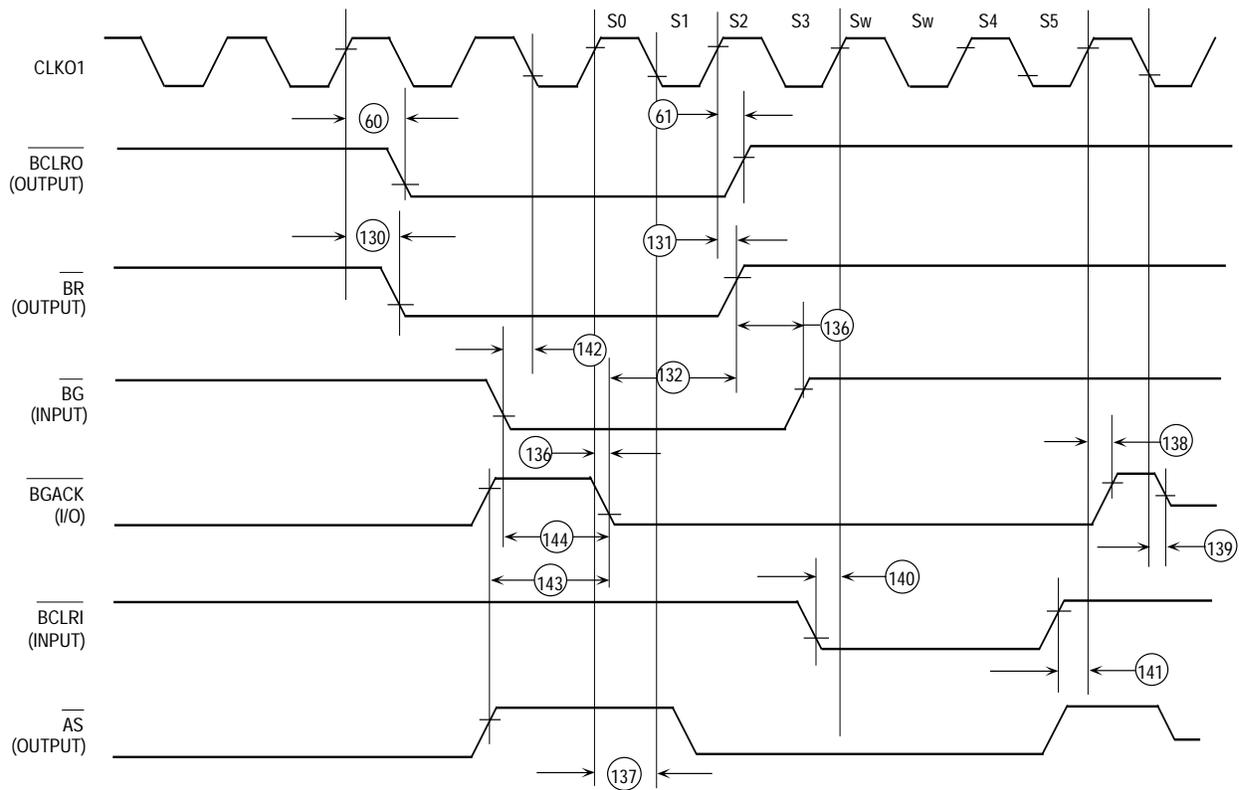 S0 S1 S2 S3 Sw Sw S4 S5
CLKO1
60
61
BCLRO
(OUTPUT)
130
131
BR
(OUTPUT)
136
142
132
BG
(INPUT)
136
138
BGACK
(I/O)
144
139
143
140
BCLRI
(INPUT)
141
AS
(OUTPUT)
137